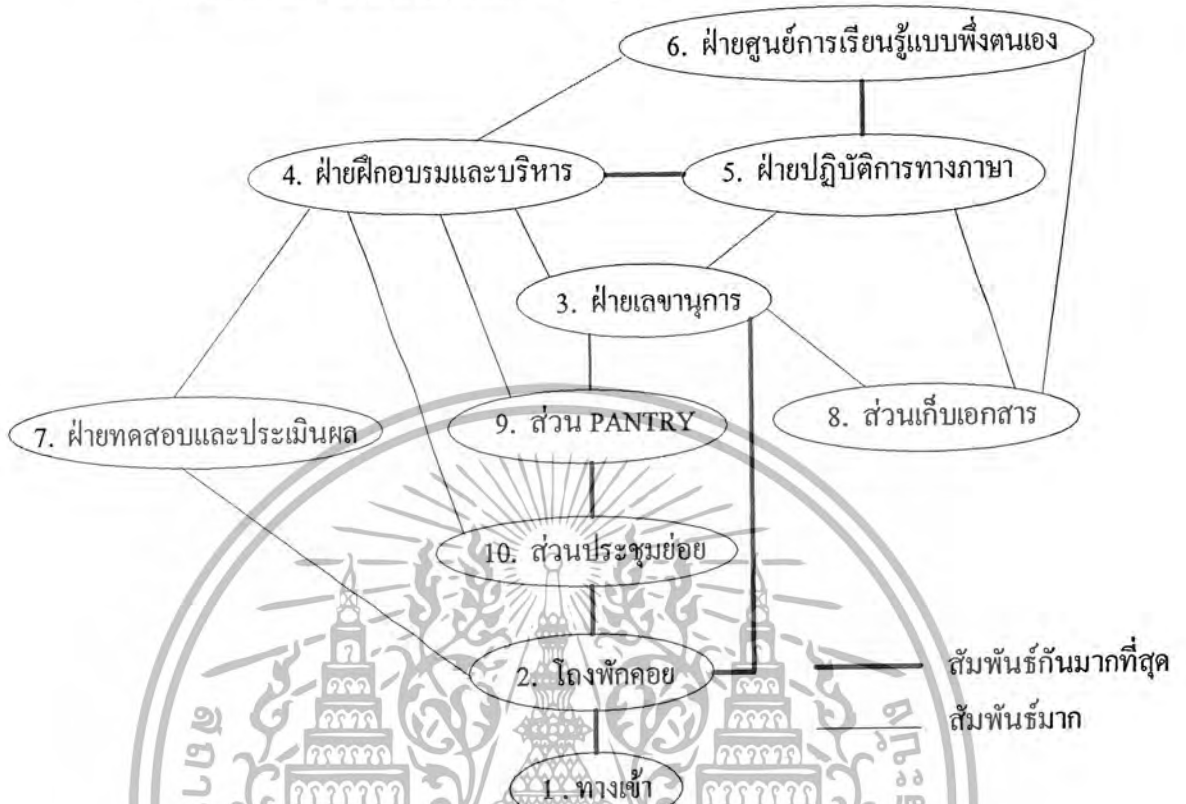 6. ฝ่ายศูนย์การเรียนรู้แบบพึ่งตนเอง
4. ฝ่ายฝึกอบรมและบริหาร
5. ฝ่ายปฏิบัติการทางภาษา
3. ฝ่ายเลขานุการ
7. ฝ่ายทดสอบและประเมินผล
9. ส่วน PANTRY
8. ส่วนเก็บเอกสาร
10. ส่วนประชุมย่อย
2. โถงพักคอย
สัมพันธ์กันมากที่สุด
สัมพันธ์มาก
1. ทางเข้า